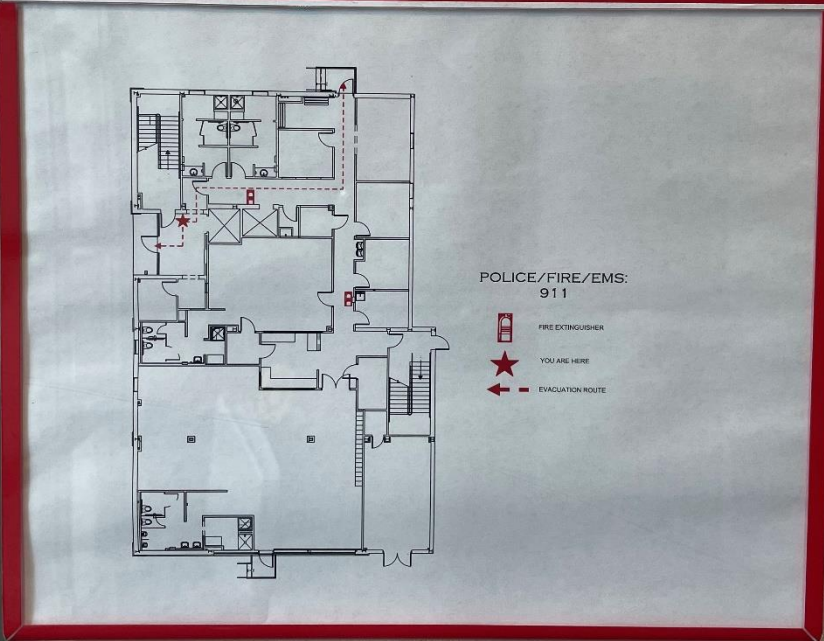 POLICE/FIRE/EMS:
911
FIRE EXTINGUISHER
YOU ARE HERE
EVACUATION ROUTE